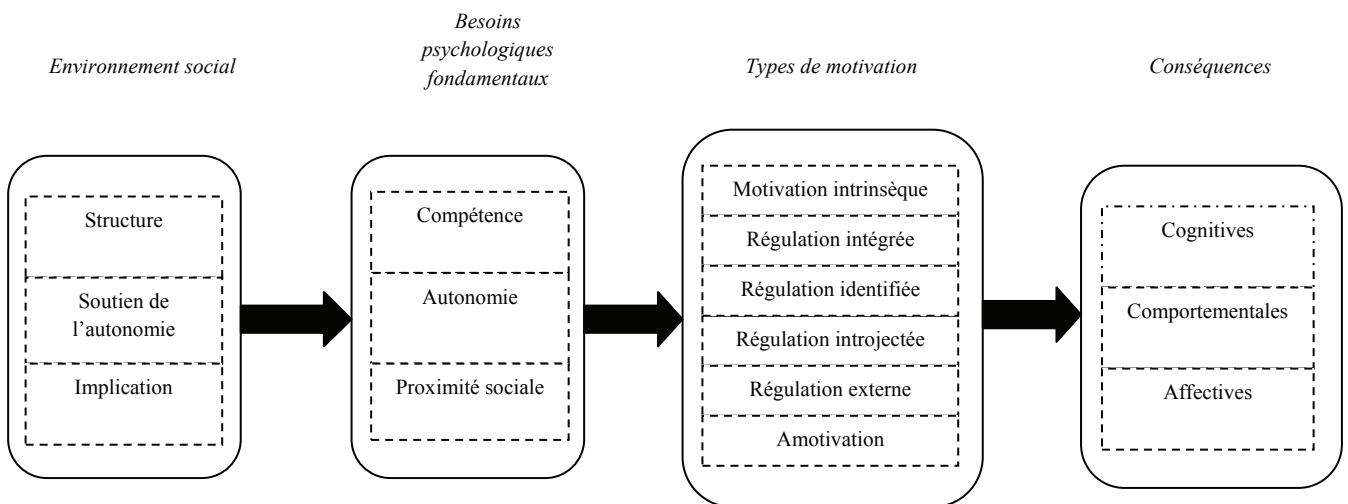 Environnement social
Besoins
psychologiques
fondamentaux
Types de motivation
Conséquences
Structure
Soutien de
l'autonomie
Implication
Compétence
Autonomie
Proximité sociale
Motivation intrinsèque
Régulation intégrée
Régulation identifiée
Régulation introjectée
Régulation externe
Amotivation
Cognitives
Comportementales
Affectives